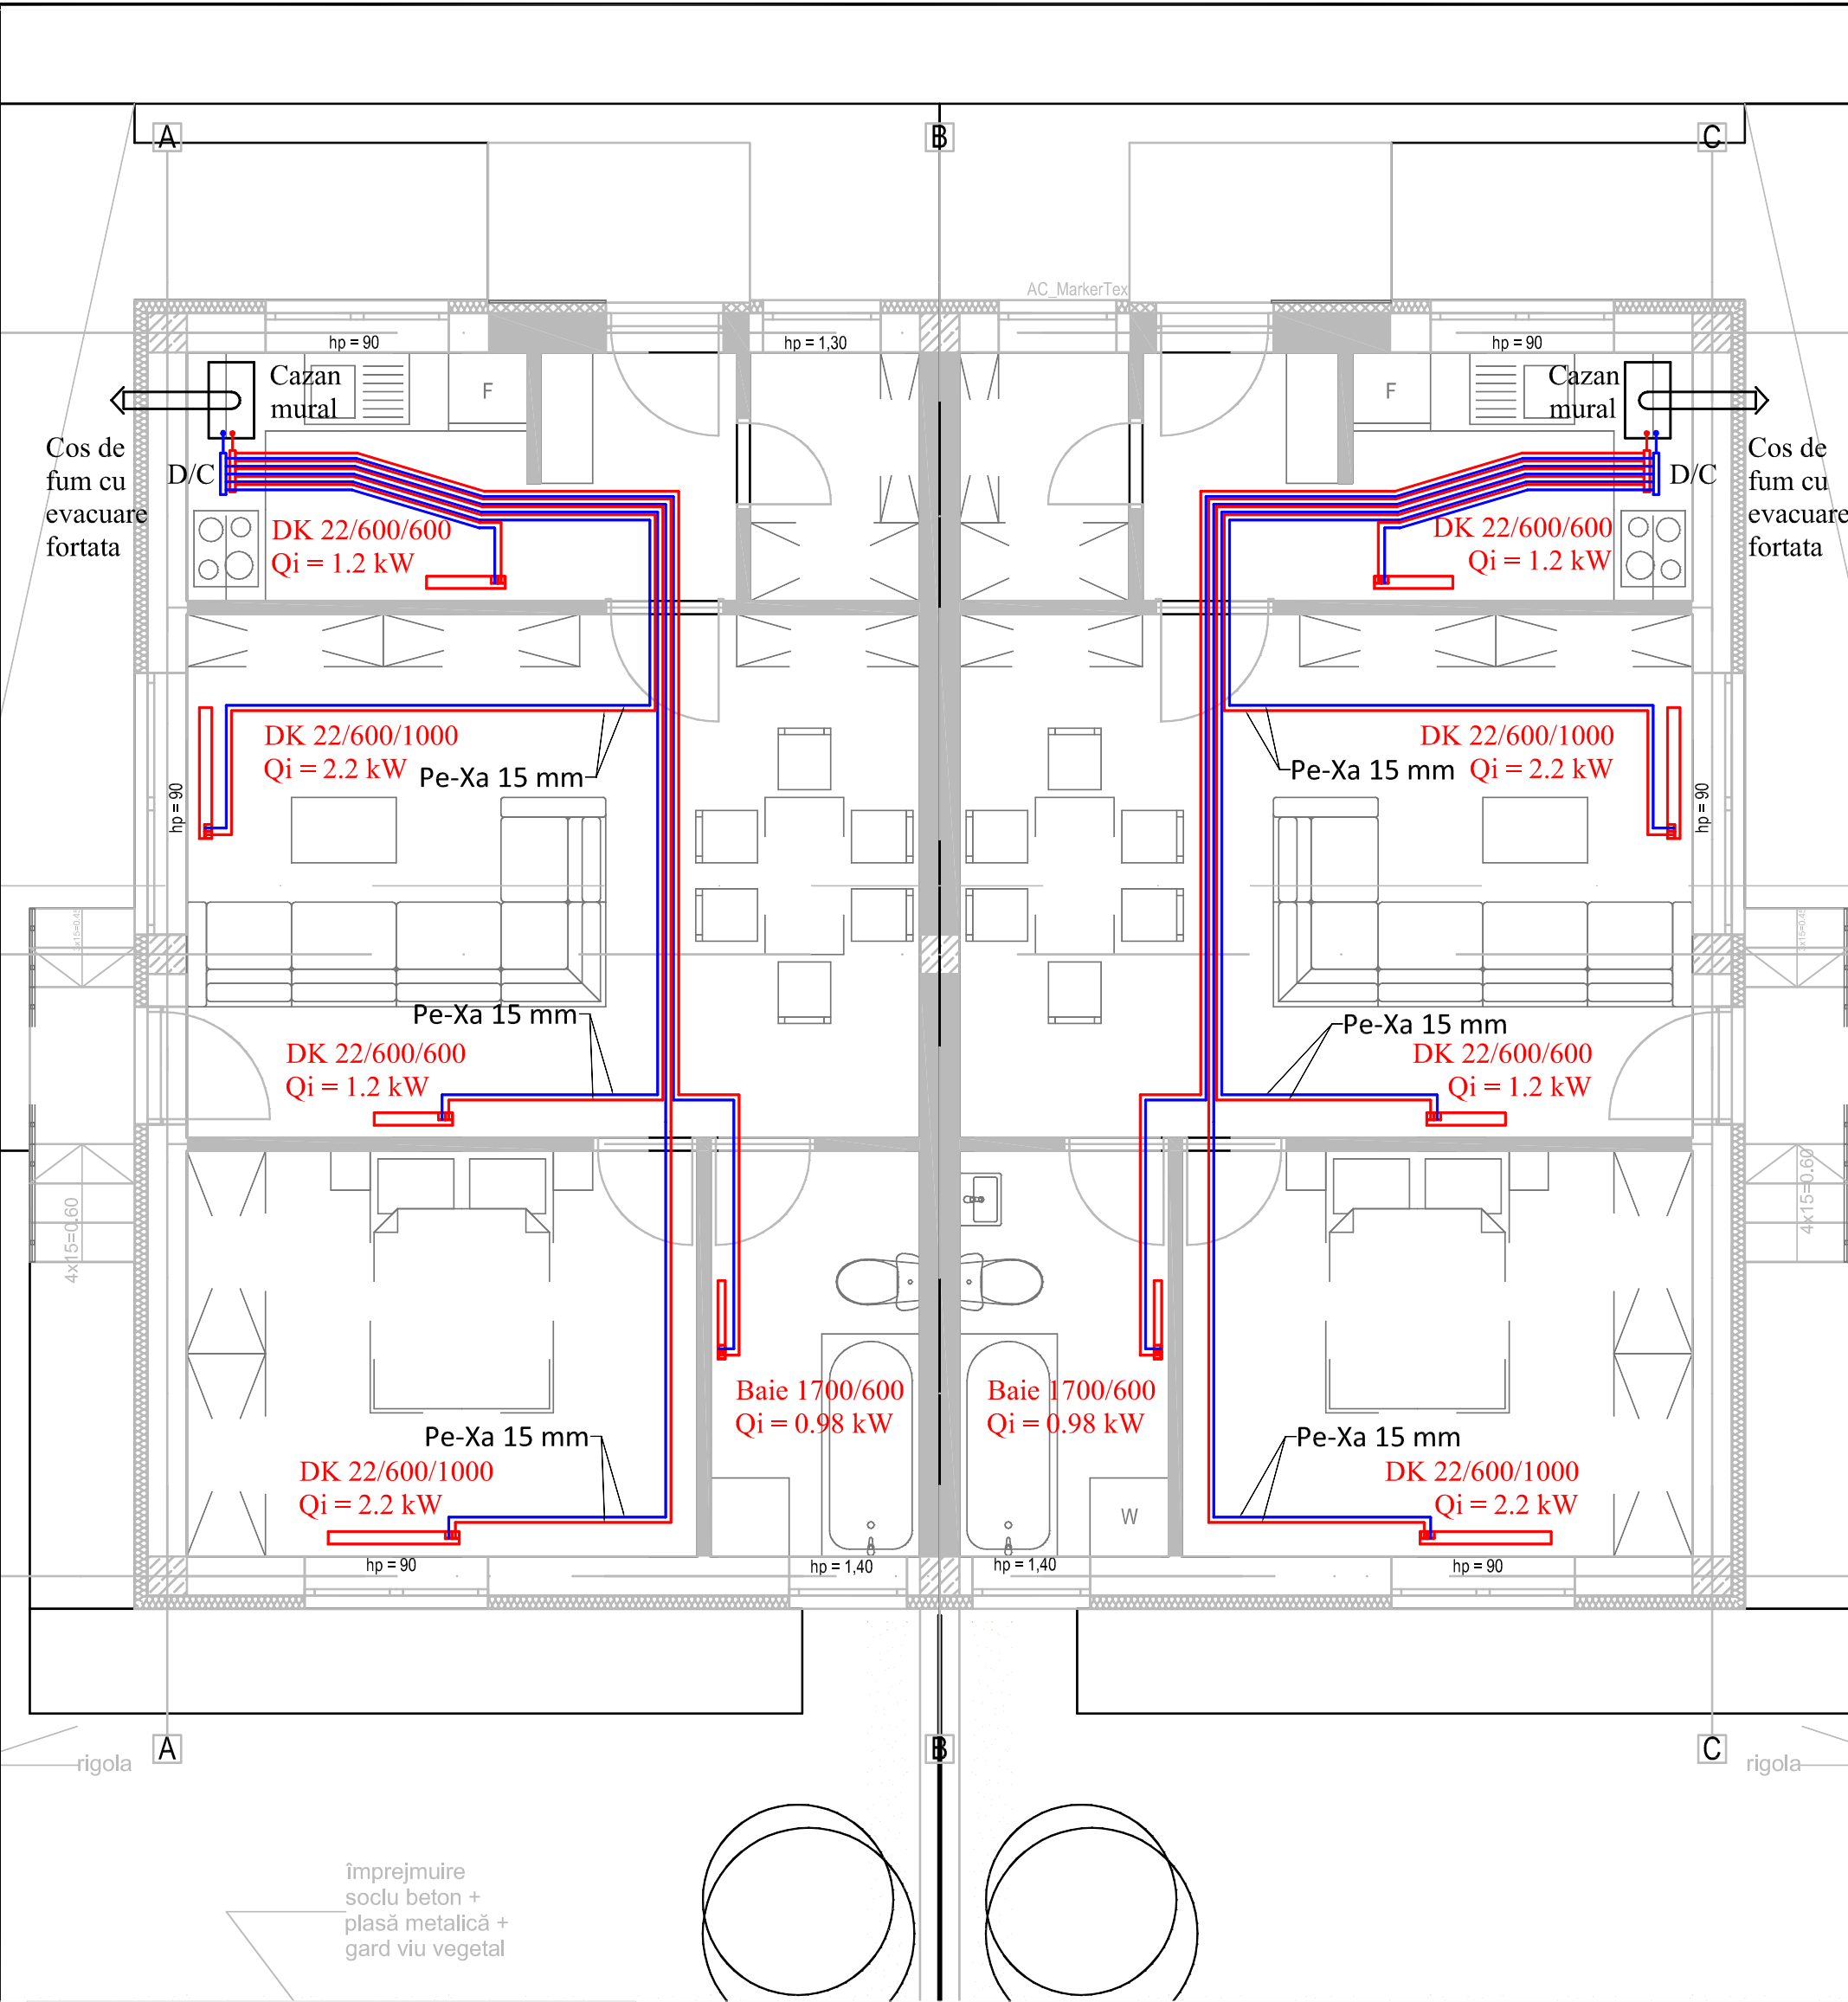 A
B
C
AC_MarkerTex
hp = 90
hp = 1,30
hp = 90
Cazan
mural
F
F
Cazan
mural
Cos de
fum cu
evacuare
fortata
D/C
D/C
Cos de
fum cu
evacuare
fortata
DK 22/600/600
Qi = 1.2 kW
DK 22/600/600
Qi = 1.2 kW
DK 22/600/1000
Qi = 2.2 kW
Pe-Xa 15 mm
Pe-Xa 15 mm
DK 22/600/1000
Qi = 2.2 kW
hp = 90
hp = 90
3x15=0.45
3x15=0.45
Pe-Xa 15 mm
DK 22/600/600
Qi = 1.2 kW
Pe-Xa 15 mm
DK 22/600/600
Qi = 1.2 kW
4x15=0.60
4x15=0.60
Baie 1700/600
Qi = 0.98 kW
Baie 1700/600
Qi = 0.98 kW
Pe-Xa 15 mm
DK 22/600/1000
Qi = 2.2 kW
Pe-Xa 15 mm
DK 22/600/1000
Qi = 2.2 kW
W
hp = 90
hp = 1,40
hp = 1,40
hp = 90
rigola
A
B
C
rigola
împrejmuire
soclu beton +
plasă metalică +
gard viu vegetal